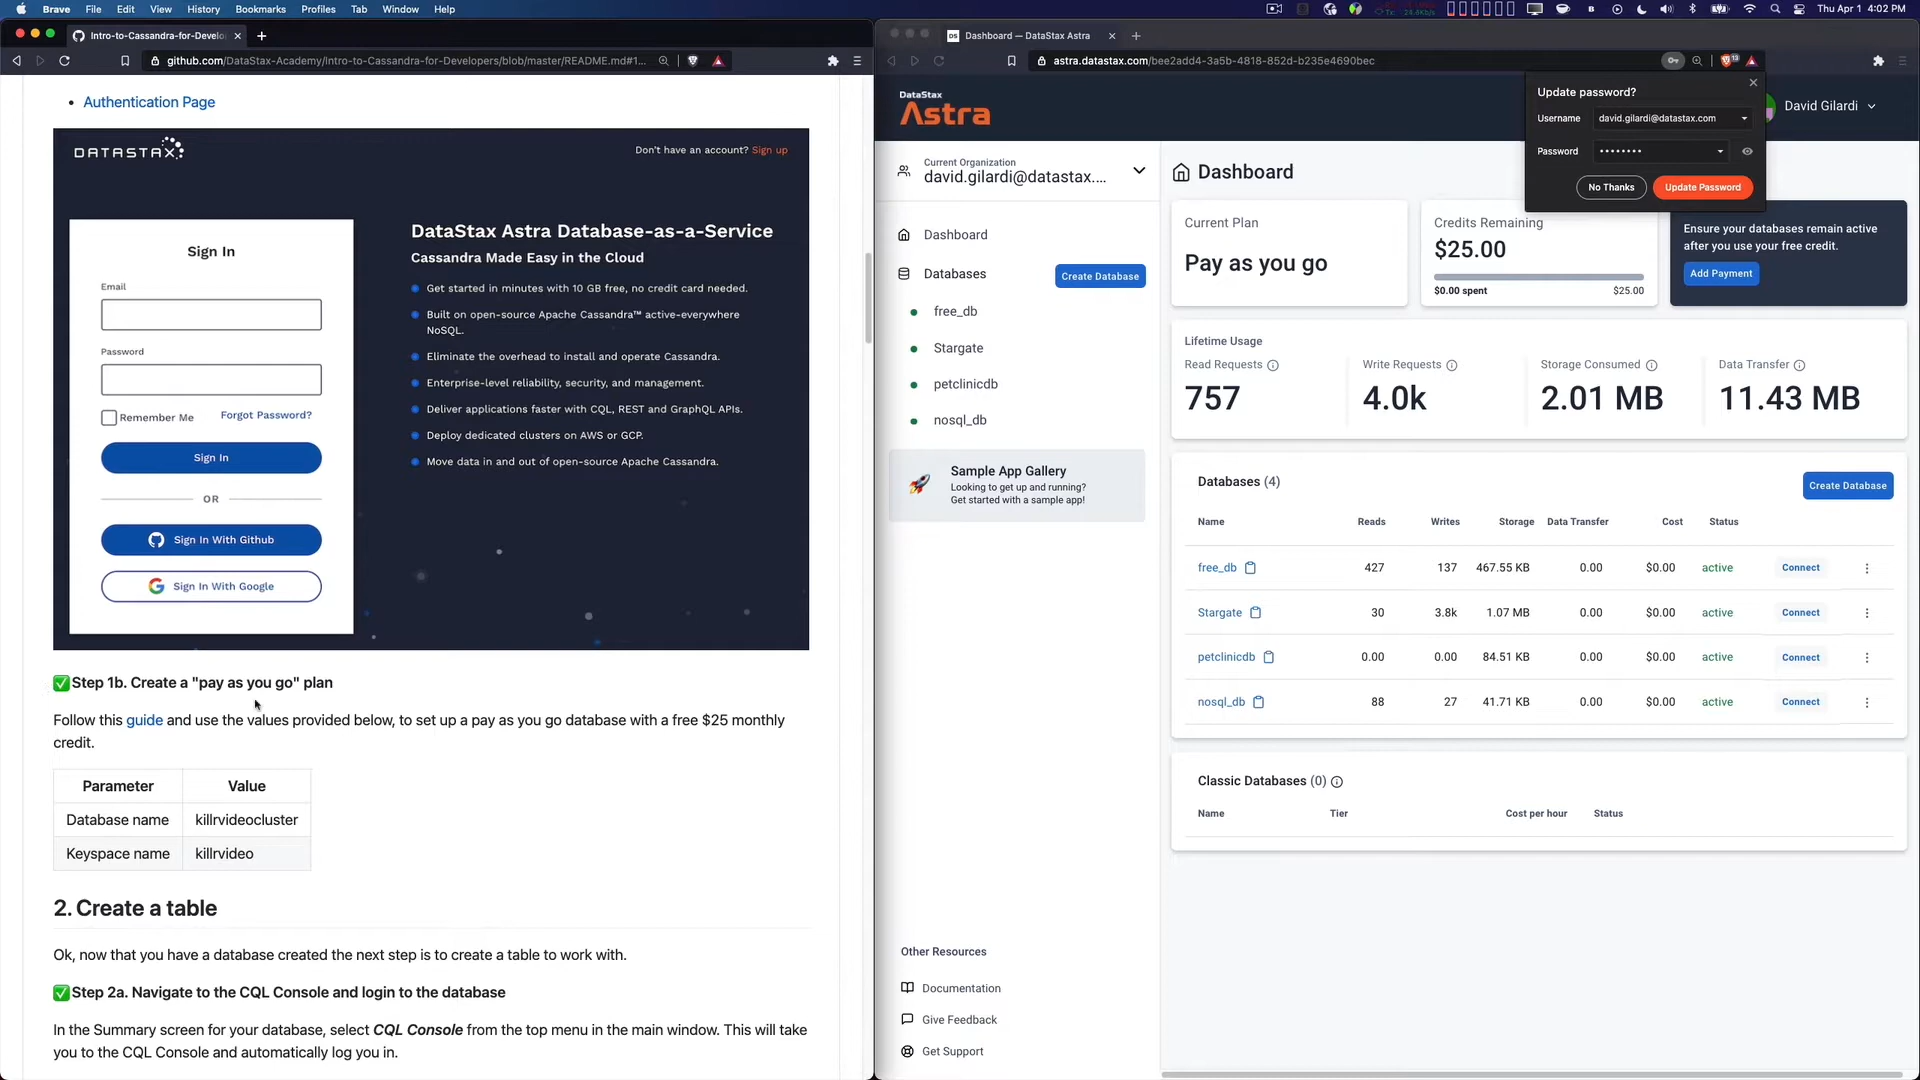 Brave File Edit View History Bookmarks Profiles Tab Window Help
Thu Apr 1 4:02 PM
Intro-to-Cassandra-for-Develo
github.com/DataStax-Academy/Intro-to-Cassandra-for-Developers/blob/master/README.md#1...
Authentication Page
DATASTAX
Don't have an account? Sign up
Sign In
Email
Password
Remember Me Forgot Password?
Sign In
OR
Sign In With Github
Sign In With Google
DataStax Astra Database-as-a-Service
Cassandra Made Easy in the Cloud
Get started in minutes with 10 GB free, no credit card needed.
Built on open-source Apache Cassandra™ active-everywhere
NoSQL.
Eliminate the overhead to install and operate Cassandra.
Enterprise-level reliability, security, and management.
Deliver applications faster with CQL, REST and GraphQL APIs.
Deploy dedicated clusters on AWS or GCP.
Move data in and out of open-source Apache Cassandra.
Step 1b. Create a "pay as you go" plan
Follow this guide and use the values provided below, to set up a pay as you go database with a free $25 monthly
credit.
Parameter Value
Database name killrvideocluster
Keyspace name killrvideo
2. Create a table
Ok, now that you have a database created the next step is to create a table to work with.
Step 2a. Navigate to the CQL Console and login to the database
In the Summary screen for your database, select CQL Console from the top menu in the main window. This will take
you to the CQL Console and automatically log you in.
Dashboard — DataStax Astra
astra.datastax.com/bee2add4-3a5b-4818-852d-b235e4690bec
DataStax
Astra
David Gilardi
Update password?
Username david.gilardi@datastax.com
Password ••••••••
No Thanks Update Password
Current Organization
david.gilardi@datastax....
Dashboard
Databases Create Database
free_db
Stargate
petclinicdb
nosql_db
Sample App Gallery
Looking to get up and running?
Get started with a sample app!
Other Resources
Documentation
Give Feedback
Get Support
Dashboard
Current Plan
Pay as you go
Credits Remaining
$25.00
$0.00 spent $25.00
Ensure your databases remain active
after you use your free credit.
Add Payment
Lifetime Usage
Read Requests Write Requests Storage Consumed Data Transfer
757 4.0k 2.01 MB 11.43 MB
Databases (4) Create Database
Name Reads Writes Storage Data Transfer Cost Status
free_db 427 137 467.55 KB 0.00 $0.00 active Connect
Stargate 30 3.8k 1.07 MB 0.00 $0.00 active Connect
petclinicdb 0.00 0.00 84.51 KB 0.00 $0.00 active Connect
nosql_db 88 27 41.71 KB 0.00 $0.00 active Connect
Classic Databases (0)
Name Tier Cost per hour Status